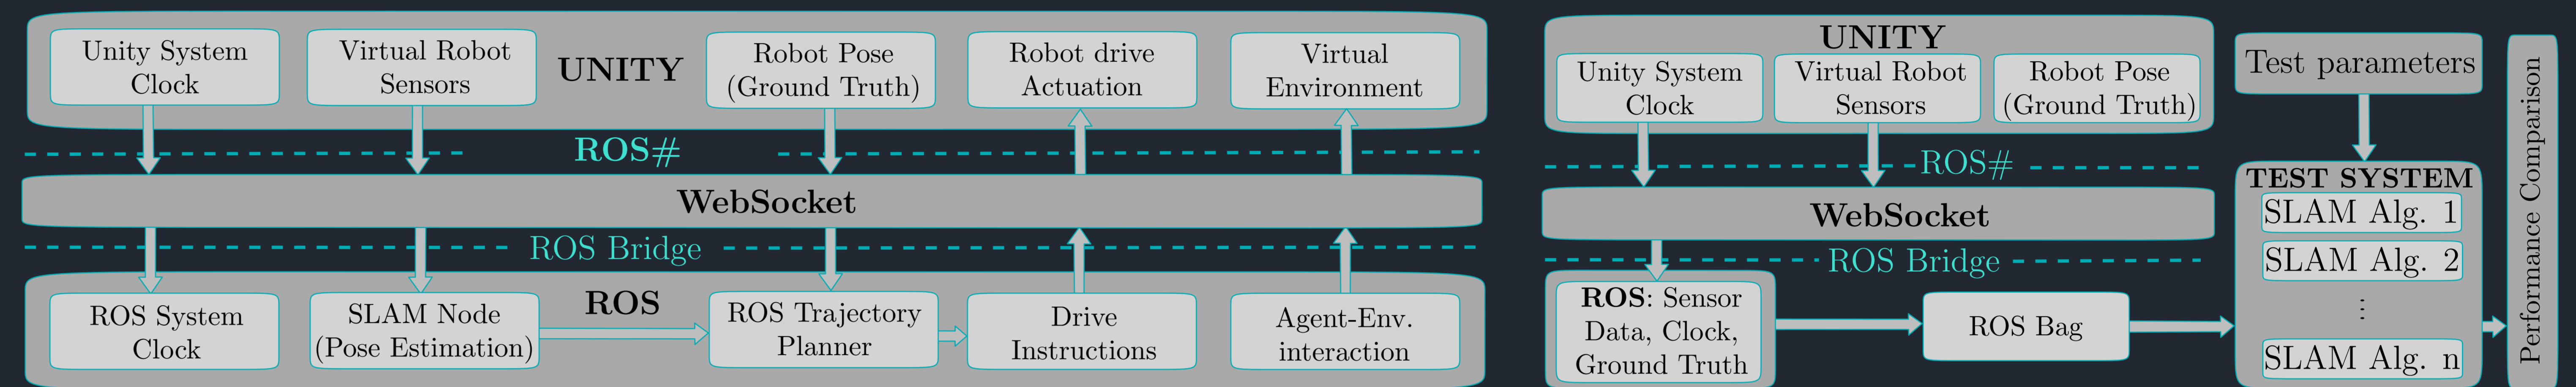 Unity System
Clock
Virtual Robot
Sensors
UNITY
Robot Pose
(Ground Truth)
Robot drive
Actuation
Virtual
Environment
ROS#
WebSocket
ROS Bridge
ROS System
Clock
SLAM Node
(Pose Estimation)
ROS
ROS Trajectory
Planner
Drive
Instructions
Agent-Env.
interaction
UNITY
Unity System
Clock
Virtual Robot
Sensors
Robot Pose
(Ground Truth)
ROS#
WebSocket
ROS Bridge
ROS: Sensor
Data, Clock,
Ground Truth
ROS Bag
Test parameters
TEST SYSTEM
SLAM Alg. 1
SLAM Alg. 2
⋮
SLAM Alg. n
Performance Comparison